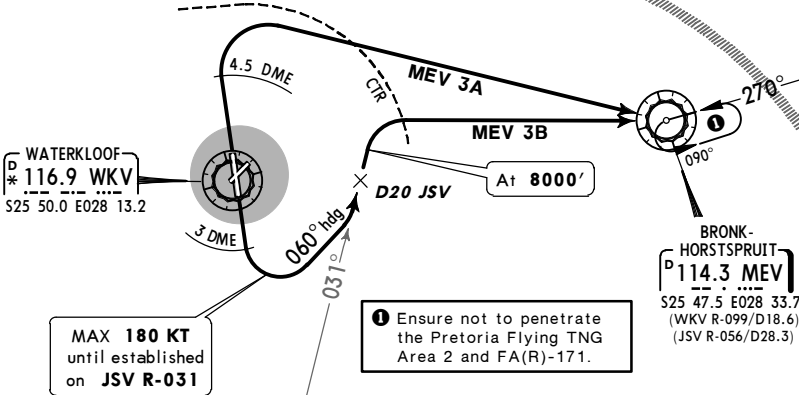 4.5 DME
CTR
MEV 3A
270°
MEV 3B
❶
090°
WATERKLOOF
D
* 116.9 WKV
S25 50.0 E028 13.2
At 8000'
D20 JSV
3 DME
060° hdg
031°
BRONK-
HORSTSPRUIT
D 114.3 MEV
S25 47.5 E028 33.7
(WKV R-099/D18.6)
(JSV R-056/D28.3)
MAX 180 KT
until established
on JSV R-031
❶ Ensure not to penetrate
the Pretoria Flying TNG
Area 2 and FA(R)-171.